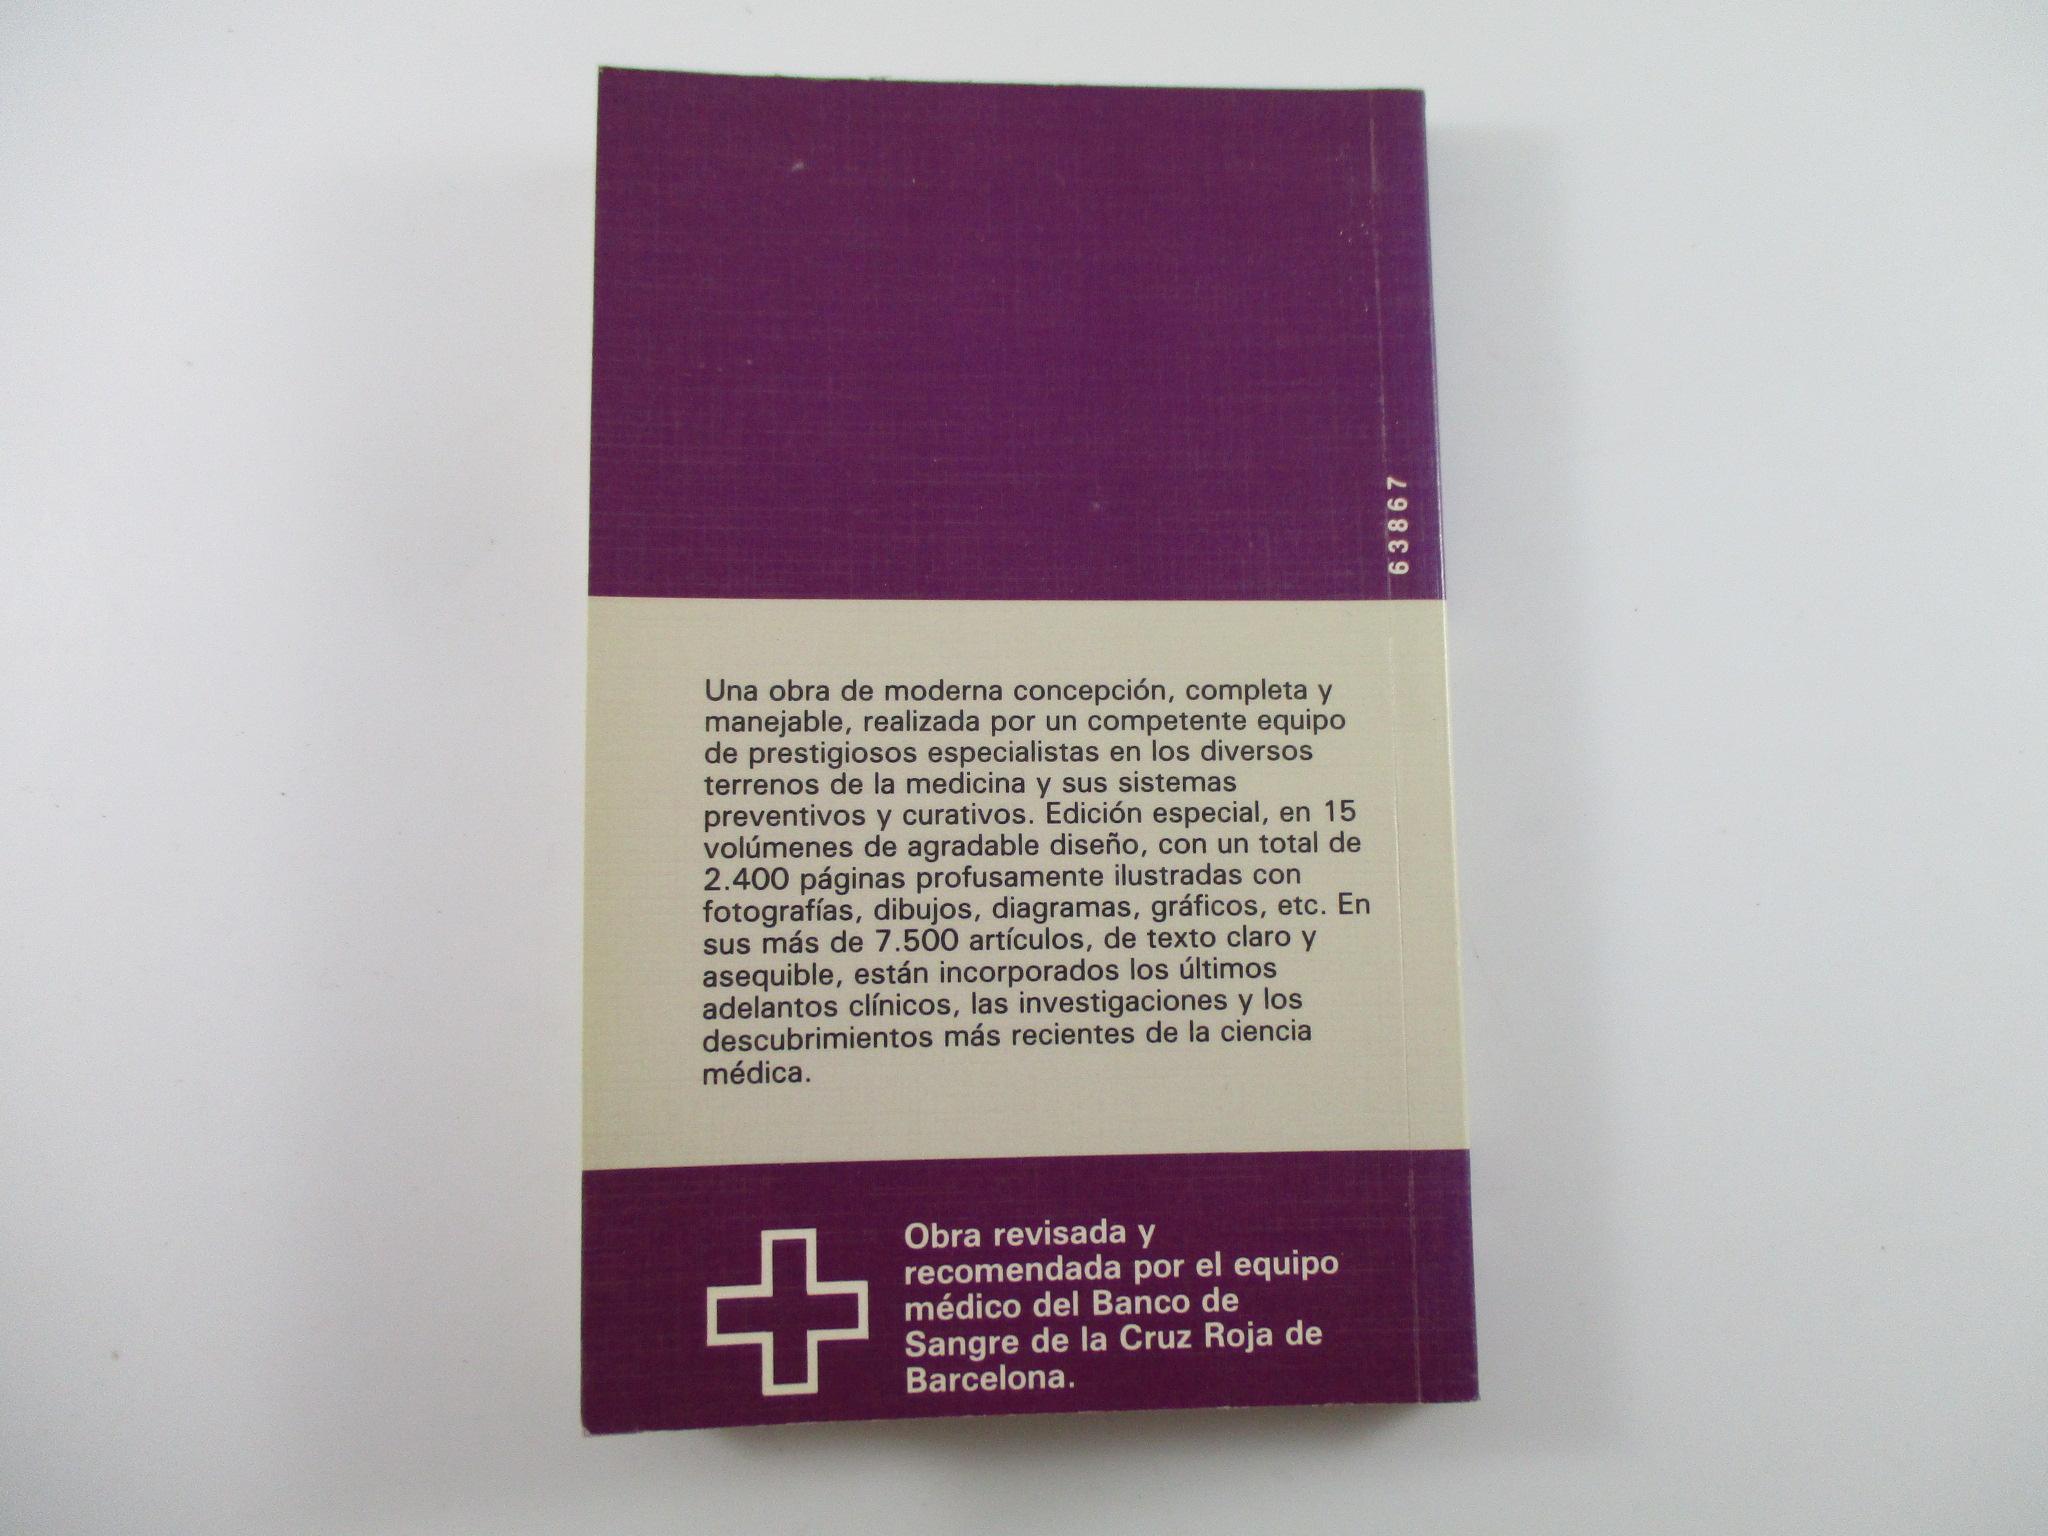 63867
Una obra de moderna concepción, completa y
manejable, realizada por un competente equipo
de prestigiosos especialistas en los diversos
terrenos de la medicina y sus sistemas
preventivos y curativos. Edición especial, en 15
volúmenes de agradable diseño, con un total de
2.400 páginas profusamente ilustradas con
fotografías, dibujos, diagramas, gráficos, etc. En
sus más de 7.500 artículos, de texto claro y
asequible, están incorporados los últimos
adelantos clínicos, las investigaciones y los
descubrimientos más recientes de la ciencia
médica.
Obra revisada y
recomendada por el equipo
médico del Banco de
Sangre de la Cruz Roja de
Barcelona.